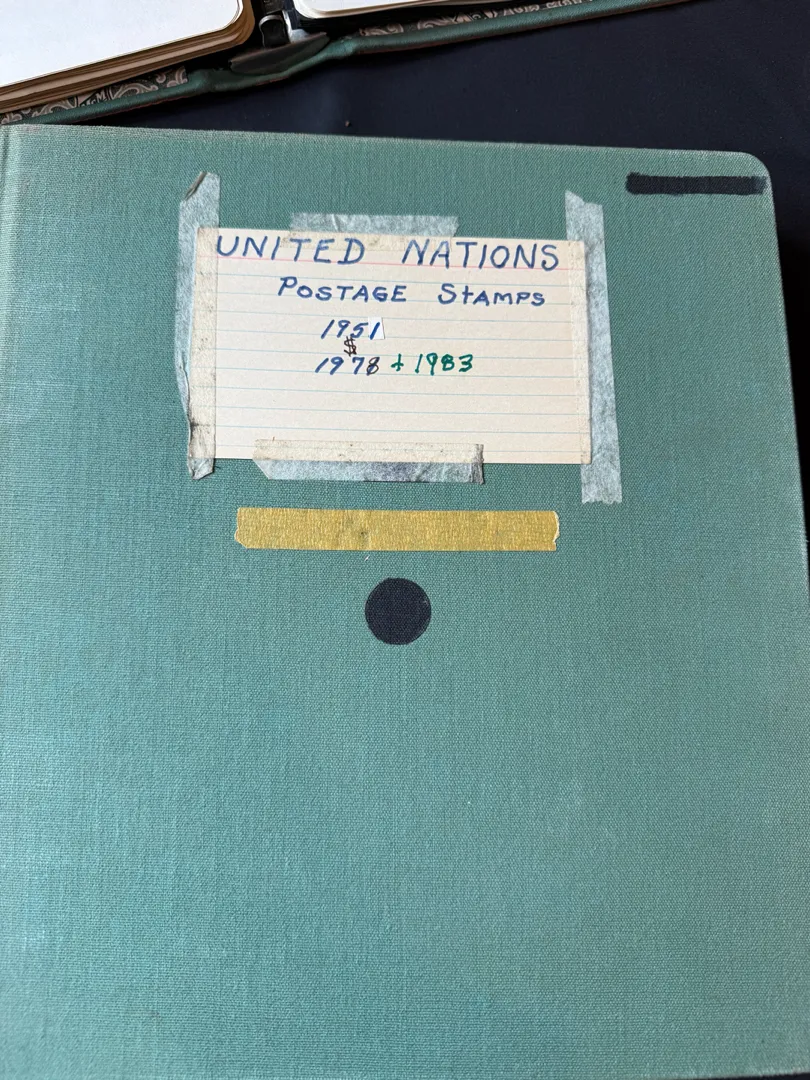 UNITED NATIONS
POSTAGE STAMPS
1951
&
1978 + 1983